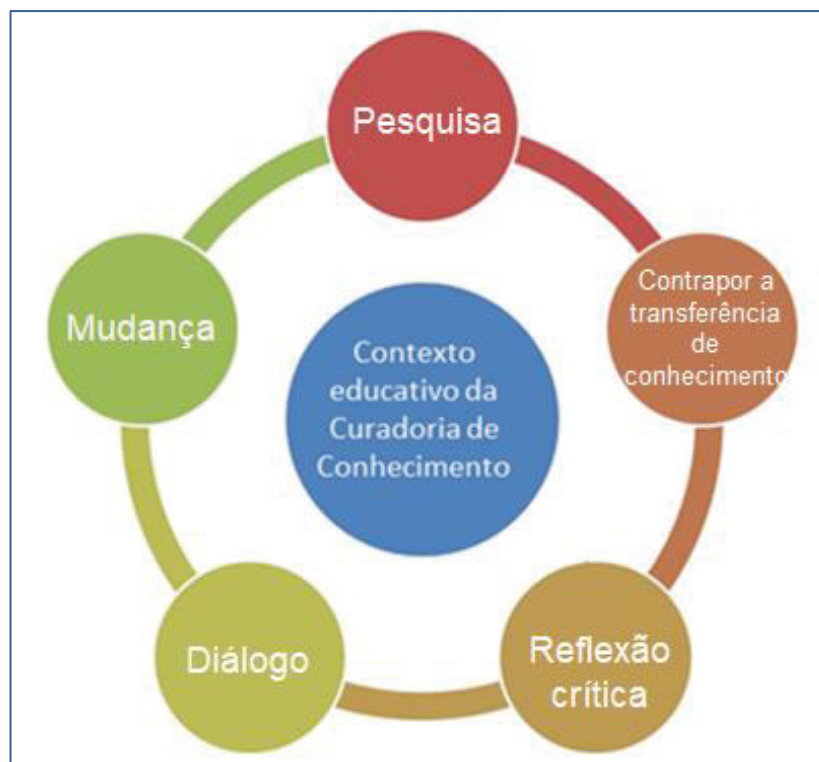 Pesquisa
Contrapor a
transferência
de
conhecimento
Reflexão
crítica
Diálogo
Mudança
Contexto
educativo da
Curadoria de
Conhecimento